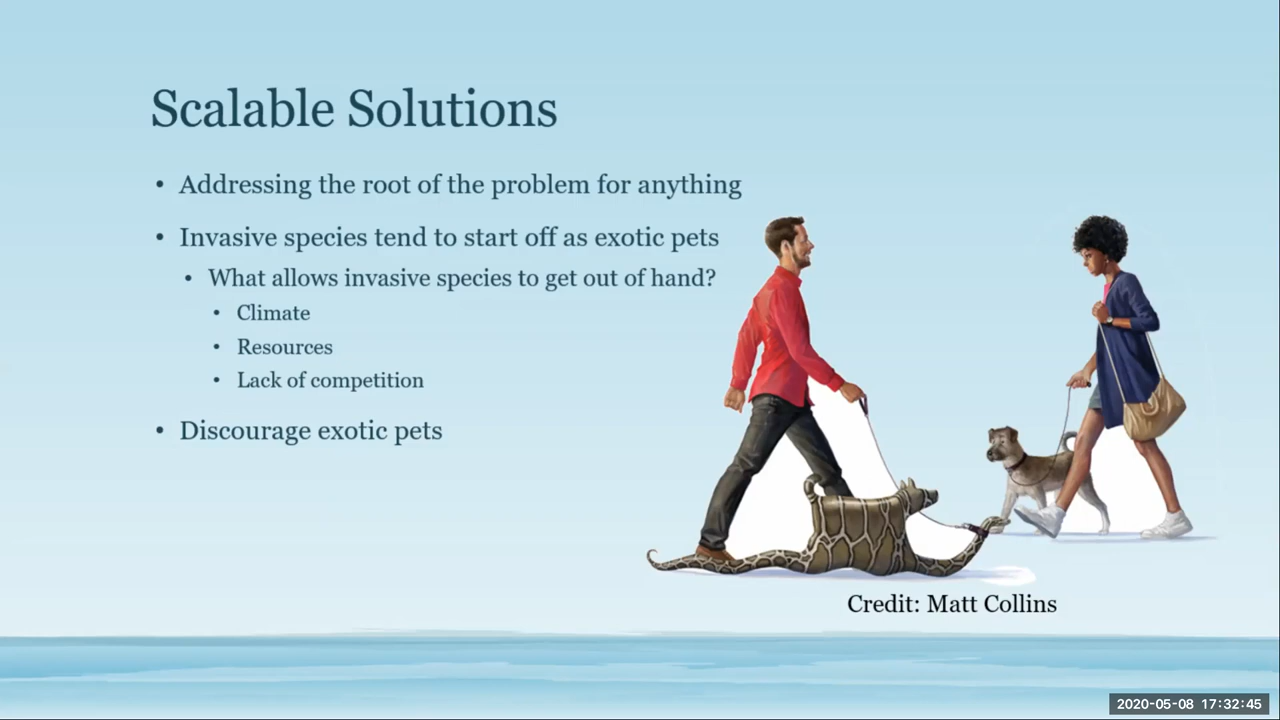 Scalable Solutions
• Addressing the root of the problem for anything
• Invasive species tend to start off as exotic pets
• What allows invasive species to get out of hand?
• Climate
• Resources
• Lack of competition
• Discourage exotic pets
Credit: Matt Collins
2020-05-08 17:32:45